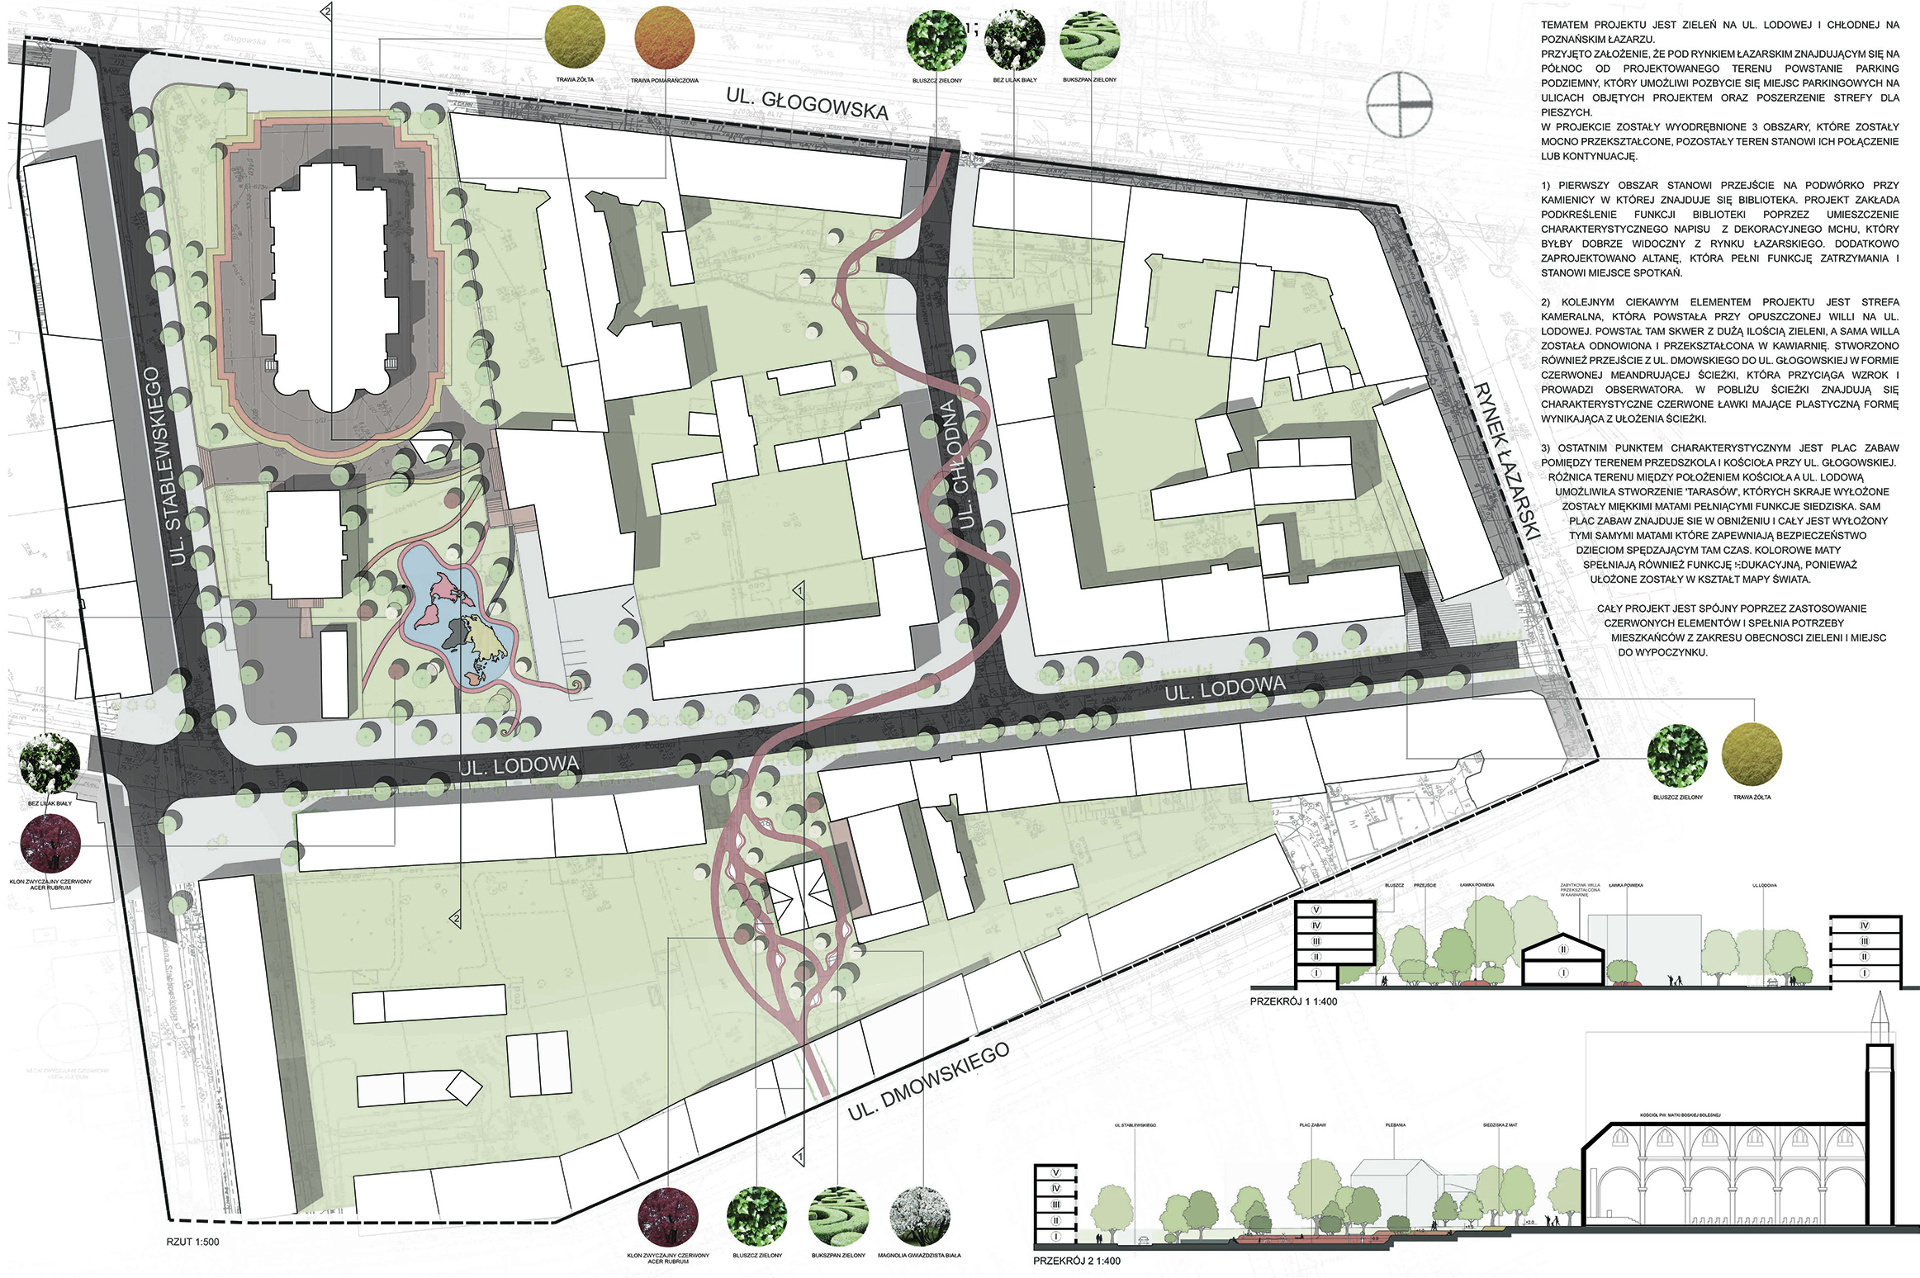 TRAWA ŻÓŁTA
TRAWA POMARAŃCZOWA
BLUSZCZ ZIELONY
BEZ LILAK BIAŁY
BUKSZPAN ZIELONY
UL. GŁOGOWSKA
UL. STABLEWSKIEGO
UL. CHŁODNA
RYNEK ŁAZARSKI
UL. LODOWA
UL. LODOWA
UL. DMOWSKIEGO
2
1
2
1
TEMATEM PROJEKTU JEST ZIELEŃ NA UL. LODOWEJ I CHŁODNEJ NA
POZNAŃSKIM ŁAZARZU.
PRZYJĘTO ZAŁOŻENIE, ŻE POD RYNKIEM ŁAZARSKIM ZNAJDUJĄCYM SIĘ NA
PÓŁNOC OD PROJEKTOWANEGO TERENU POWSTANIE PARKING
PODZIEMNY, KTÓRY UMOŻLIWI POZBYCIE SIĘ MIEJSC PARKINGOWYCH NA
ULICACH OBJĘTYCH PROJEKTEM ORAZ POSZERZENIE STREFY DLA
PIESZYCH.
W PROJEKCIE ZOSTAŁY WYODRĘBNIONE 3 OBSZARY, KTÓRE ZOSTAŁY
MOCNO PRZEKSZTAŁCONE, POZOSTAŁY TEREN STANOWI ICH POŁĄCZENIE
LUB KONTYNUACJĘ.
1) PIERWSZY OBSZAR STANOWI PRZEJŚCIE NA PODWÓRKO PRZY
KAMIENICY W KTÓREJ ZNAJDUJE SIĘ BIBLIOTEKA. PROJEKT ZAKŁADA
PODKREŚLENIE FUNKCJI BIBLIOTEKI POPRZEZ UMIESZCZENIE
CHARAKTERYSTYCZNEGO NAPISU Z DEKORACYJNEGO MCHU, KTÓRY
BYŁBY DOBRZE WIDOCZNY Z RYNKU ŁAZARSKIEGO. DODATKOWO
ZAPROJEKTOWANO ALTANĘ, KTÓRA PEŁNI FUNKCJĘ ZATRZYMANIA I
STANOWI MIEJSCE SPOTKAŃ.
2) KOLEJNYM CIEKAWYM ELEMENTEM PROJEKTU JEST STREFA
KAMERALNA, KTÓRA POWSTAŁA PRZY OPUSZCZONEJ WILLI NA UL.
LODOWEJ. POWSTAŁ TAM SKWER Z DUŻĄ ILOŚCIĄ ZIELENI, A SAMA WILLA
ZOSTAŁA ODNOWIONA I PRZEKSZTAŁCONA W KAWIARNIĘ. STWORZONO
RÓWNIEŻ PRZEJŚCIE Z UL. DMOWSKIEGO DO UL. GŁOGOWSKIEJ W FORMIE
CZERWONEJ MEANDRUJĄCEJ ŚCIEŻKI, KTÓRA PRZYCIĄGA WZROK I
PROWADZI OBSERWATORA. W POBLIŻU ŚCIEŻKI ZNAJDUJĄ SIĘ
CHARAKTERYSTYCZNE CZERWONE ŁAWKI MAJĄCE PLASTYCZNĄ FORMĘ
WYNIKAJĄCA Z UŁOŻENIA ŚCIEŻKI.
3) OSTATNIM PUNKTEM CHARAKTERYSTYCZNYM JEST PLAC ZABAW
POMIĘDZY TERENEM PRZEDSZKOLA I KOŚCIOŁA PRZY UL. GŁOGOWSKIEJ.
RÓŻNICA TERENU MIĘDZY POŁOŻENIEM KOŚCIOŁA A UL. LODOWĄ
UMOŻLIWIŁA STWORZENIE 'TARASÓW', KTÓRYCH SKRAJE WYŁOŻONE
ZOSTAŁY MIĘKKIMI MATAMI PEŁNIĄCYMI FUNKCJE SIEDZISKA. SAM
PLAC ZABAW ZNAJDUJE SIE W OBNIŻENIU I CAŁY JEST WYŁOŻONY
TYMI SAMYMI MATAMI KTÓRE ZAPEWNIAJĄ BEZPIECZEŃSTWO
DZIECIOM SPĘDZAJĄCYM TAM CZAS. KOLOROWE MATY
SPEŁNIAJĄ RÓWNIEŻ FUNKCJĘ EDUKACYJNĄ, PONIEWAŻ
UŁOŻONE ZOSTAŁY W KSZTAŁT MAPY ŚWIATA.
CAŁY PROJEKT JEST SPÓJNY POPRZEZ ZASTOSOWANIE
CZERWONYCH ELEMENTÓW I SPEŁNIA POTRZEBY
MIESZKAŃCÓW Z ZAKRESU OBECNOSCI ZIELENI I MIEJSC
DO WYPOCZYNKU.
BLUSZCZ ZIELONY
TRAWA ŻÓŁTA
BEZ LILAK BIAŁY
KLON ZWYCZAJNY CZERWONY
ACER RUBRUM
KLON ZWYCZAJNY CZERWONY
ACER RUBRUM
BLUSZCZ ZIELONY
BUKSZPAN ZIELONY
MAGNOLIA GWIAŹDZISTA BIAŁA
RZUT 1:500
BLUSZCZ
PRZEJŚCIE
ZABYTKOWA WILLA
PRZEKSZTAŁCONA
W KAWIARNIĘ
UL LODOWA
V
IV
III
II
I
II
I
IV
III
II
I
PRZEKRÓJ 1 1:400
UL STABLEWSKIEGO
PLAC ZABAW
PLEBANIA
SIEDZISKA Z MAT
KOŚCIÓŁ PW. MATKI BOSKIEJ BOLESNEJ
V
IV
III
II
I
PRZEKRÓJ 2 1:400